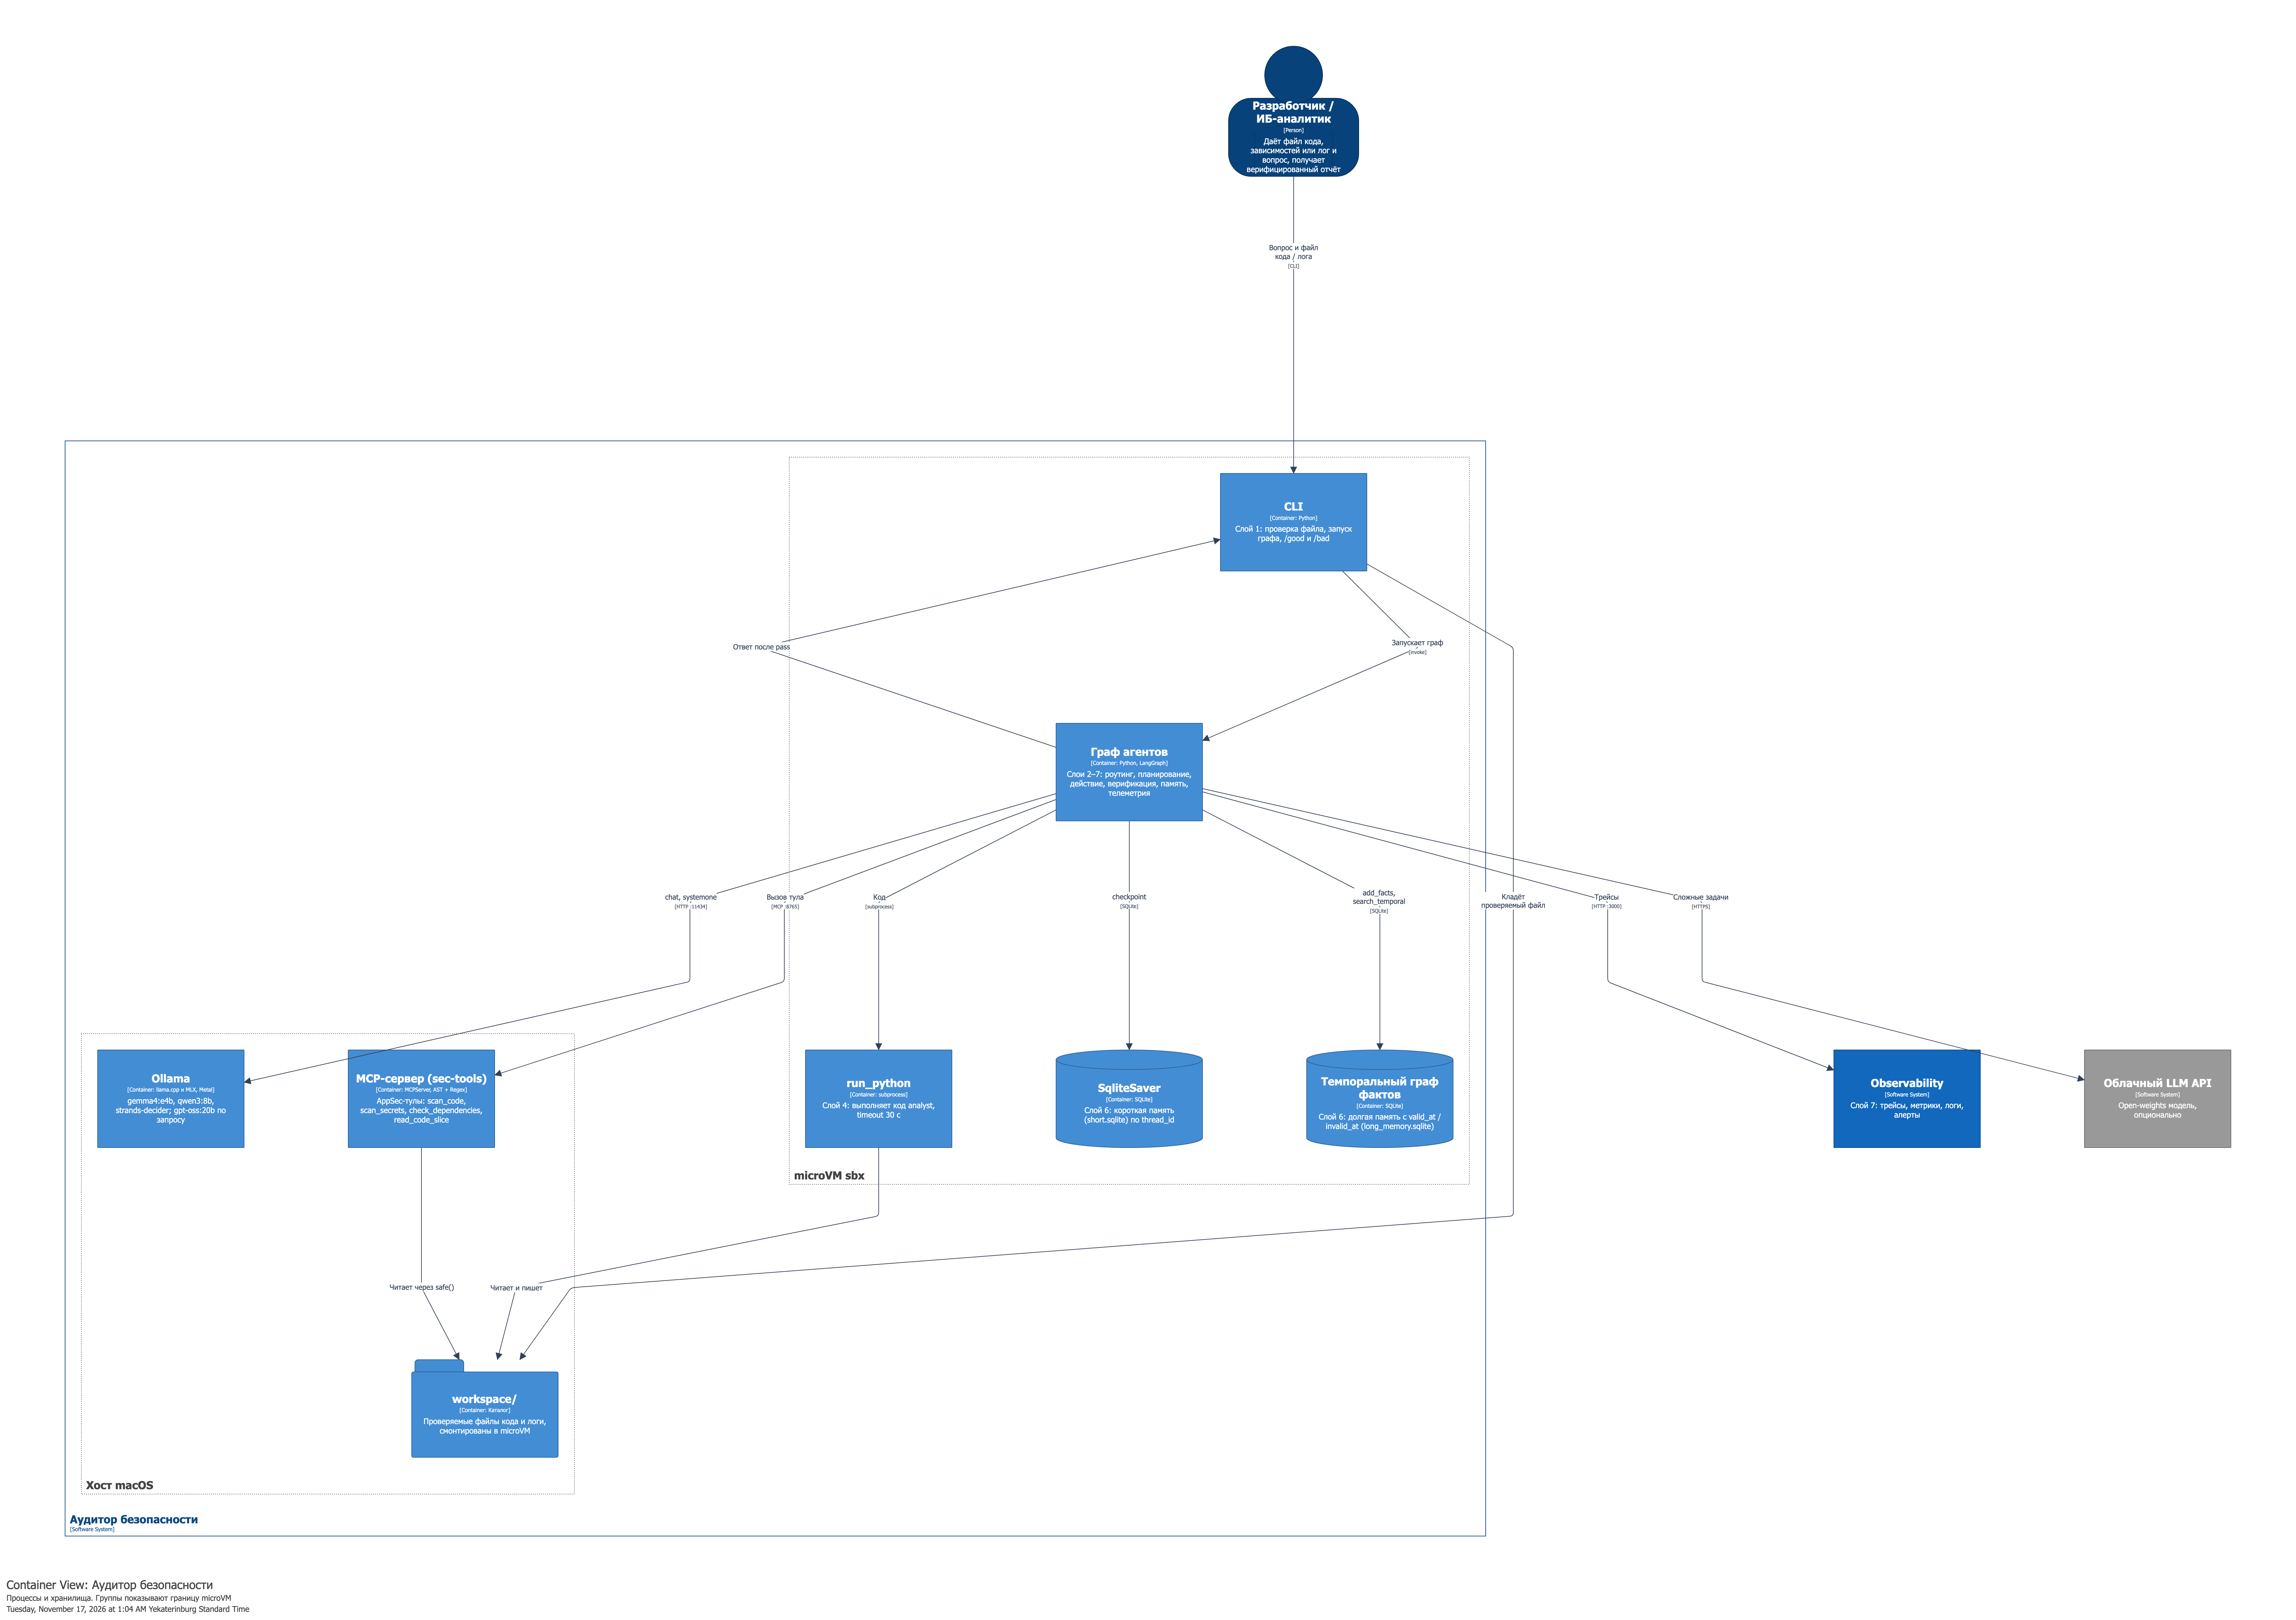 Разработчик /
ИБ-аналитик
[Person]
Даёт файл кода,
зависимостей или лог и
вопрос, получает
верифицированный отчёт
Вопрос и файл
кода / лога
[CLI]
CLI
[Container: Python]
Слой 1: проверка файла, запуск
графа, /good и /bad
Ответ после pass
Запускает граф
[invoke]
Граф агентов
[Container: Python, LangGraph]
Слои 2–7: роутинг, планирование,
действие, верификация, память,
телеметрия
chat, systemone
[HTTP :11434]
Вызов тула
[MCP :8765]
Код
[subprocess]
checkpoint
[SQLite]
add_facts,
search_temporal
[SQLite]
Кладёт
проверяемый файл
Трейсы
[HTTP :3000]
Сложные задачи
[HTTPS]
Ollama
[Container: llama.cpp и MLX, Metal]
gemma4:e4b, qwen3:8b,
strands-decider; gpt-oss:20b по
запросу
MCP-сервер (sec-tools)
[Container: MCPServer, AST + Regex]
AppSec-тулы: scan_code,
scan_secrets, check_dependencies,
read_code_slice
run_python
[Container: subprocess]
Слой 4: выполняет код analyst,
timeout 30 с
SqliteSaver
[Container: SQLite]
Слой 6: короткая память
(short.sqlite) по thread_id
Темпоральный граф
фактов
[Container: SQLite]
Слой 6: долгая память с valid_at /
invalid_at (long_memory.sqlite)
Observability
[Software System]
Слой 7: трейсы, метрики, логи,
алерты
Облачный LLM API
[Software System]
Open-weights модель,
опционально
microVM sbx
Читает через safe()
Читает и пишет
workspace/
[Container: Каталог]
Проверяемые файлы кода и логи,
смонтированы в microVM
Хост macOS
Аудитор безопасности
[Software System]
Container View: Аудитор безопасности
Процессы и хранилища. Группы показывают границу microVM
Tuesday, November 17, 2026 at 1:04 AM Yekaterinburg Standard Time